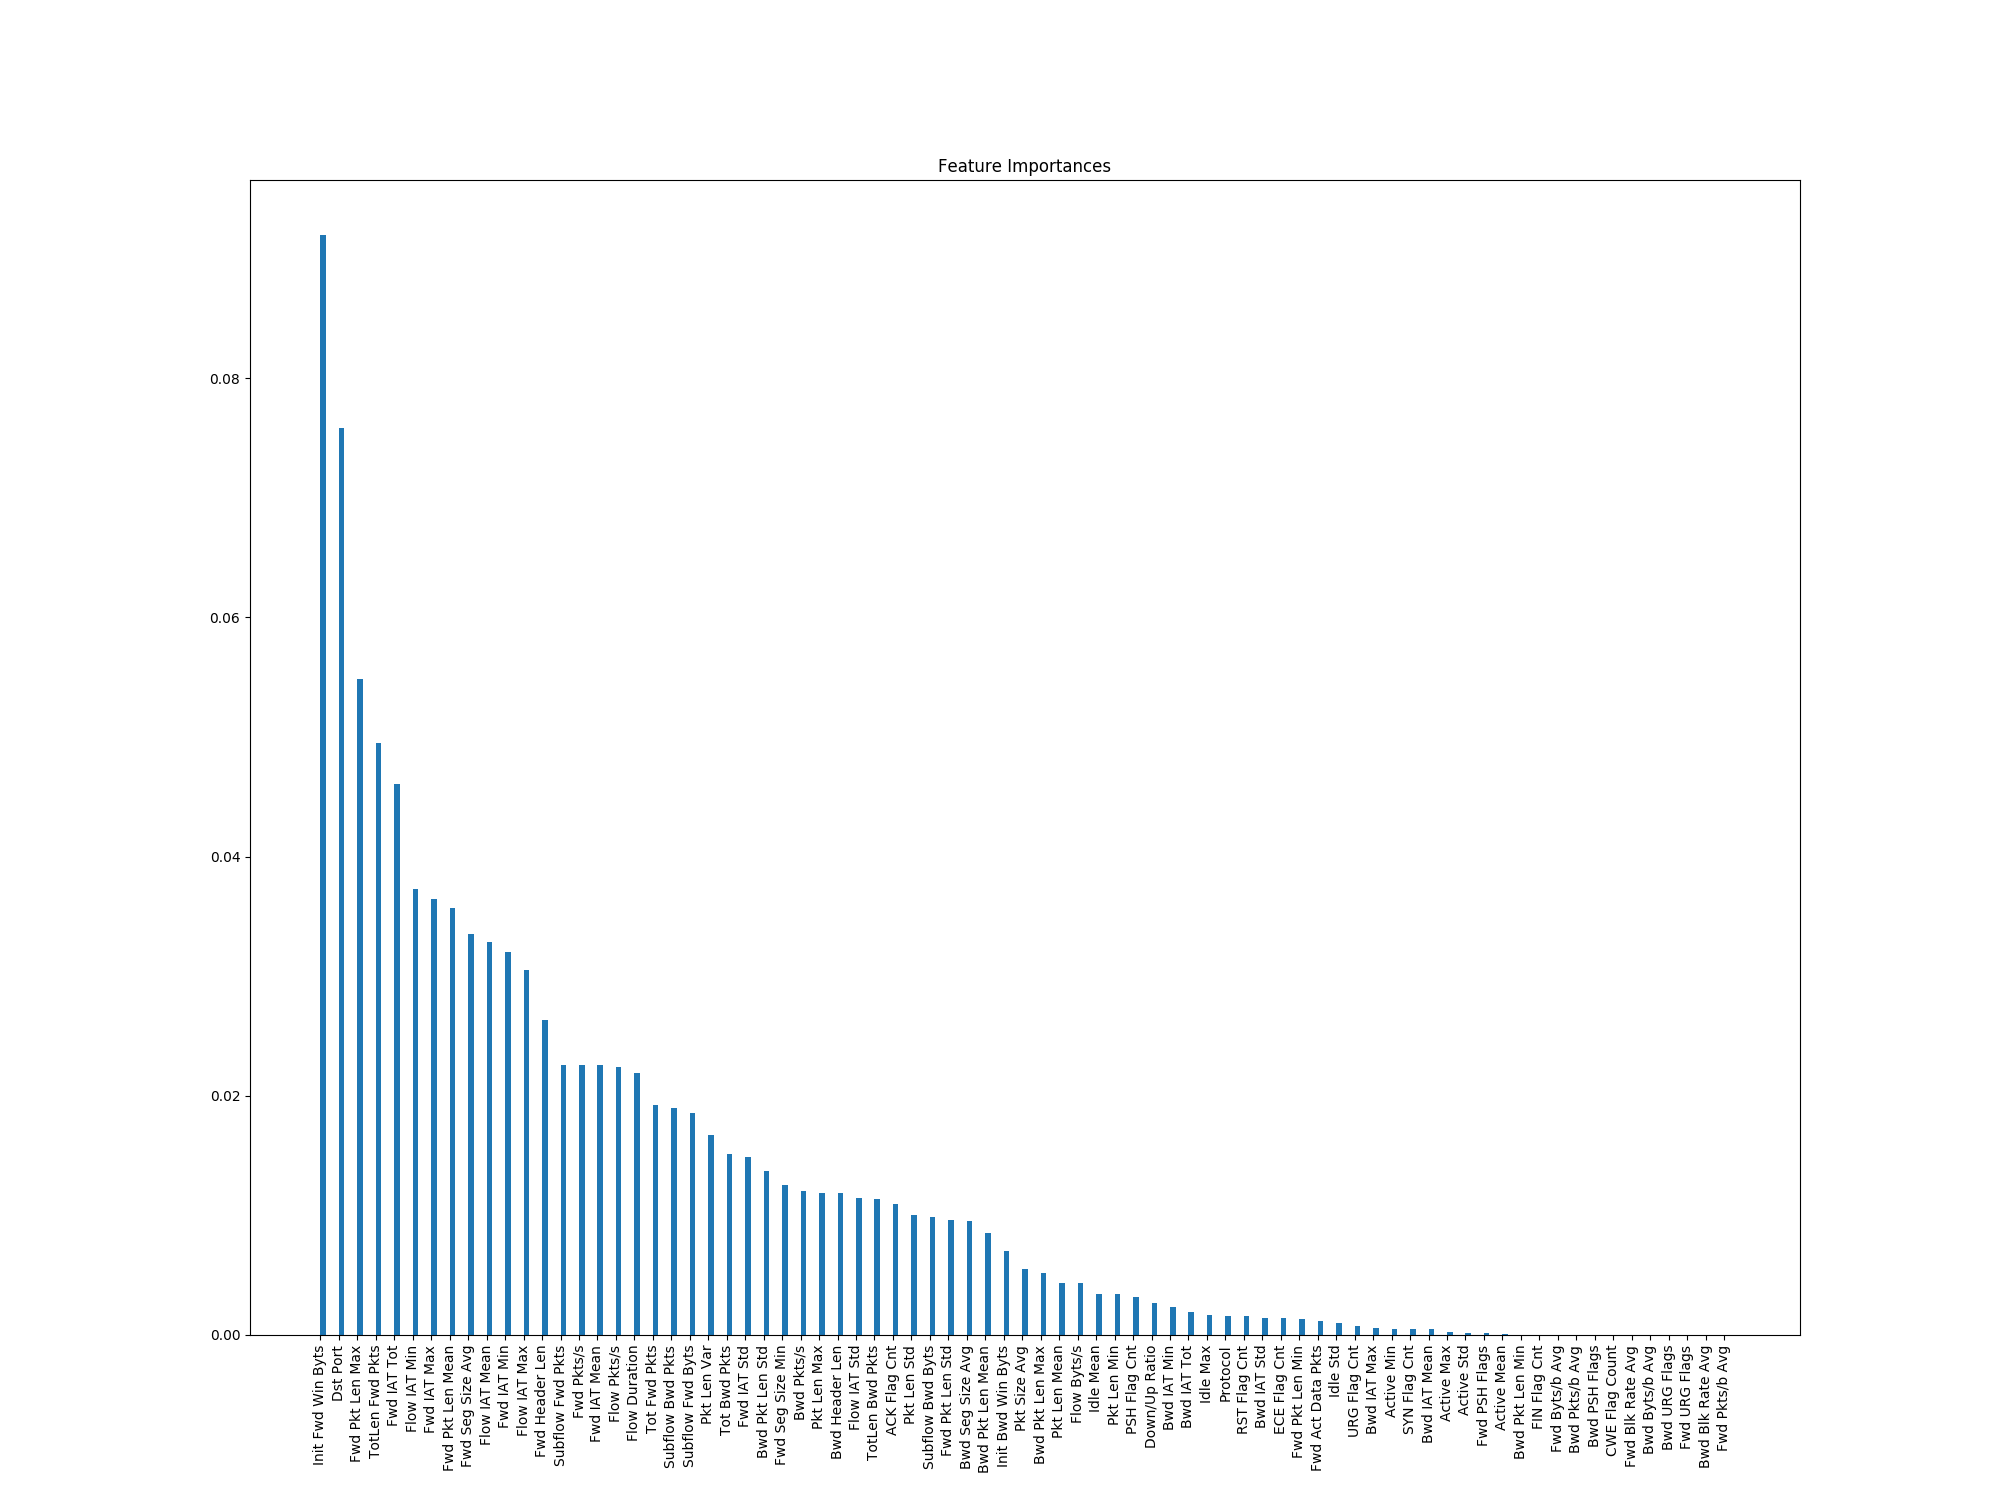 Feature Importances
0.08
0.06
0.04
0.02
0.00
Init Fwd Win Byts
Dst Port
Fwd Pkt Len Max
TotLen Fwd Pkts
Fwd IAT Tot
Flow IAT Min
Fwd IAT Max
Fwd Pkt Len Mean
Fwd Seg Size Avg
Flow IAT Mean
Fwd IAT Min
Flow IAT Max
Fwd Header Len
Subflow Fwd Pkts
Fwd Pkts/s
Fwd IAT Mean
Flow Pkts/s
Flow Duration
Tot Fwd Pkts
Subflow Bwd Pkts
Subflow Fwd Byts
Pkt Len Var
Tot Bwd Pkts
Fwd IAT Std
Bwd Pkt Len Std
Fwd Seg Size Min
Bwd Pkts/s
Pkt Len Max
Bwd Header Len
Flow IAT Std
TotLen Bwd Pkts
ACK Flag Cnt
Pkt Len Std
Subflow Bwd Byts
Fwd Pkt Len Std
Bwd Seg Size Avg
Bwd Pkt Len Mean
Init Bwd Win Byts
Pkt Size Avg
Bwd Pkt Len Max
Pkt Len Mean
Flow Byts/s
Idle Mean
Pkt Len Min
PSH Flag Cnt
Down/Up Ratio
Bwd IAT Min
Bwd IAT Tot
Idle Max
Protocol
RST Flag Cnt
Bwd IAT Std
ECE Flag Cnt
Fwd Pkt Len Min
Fwd Act Data Pkts
Idle Std
URG Flag Cnt
Bwd IAT Max
Active Min
SYN Flag Cnt
Bwd IAT Mean
Active Max
Active Std
Fwd PSH Flags
Active Mean
Bwd Pkt Len Min
FIN Flag Cnt
Fwd Byts/b Avg
Bwd Pkts/b Avg
Bwd PSH Flags
CWE Flag Count
Fwd Blk Rate Avg
Bwd Byts/b Avg
Bwd URG Flags
Fwd URG Flags
Bwd Blk Rate Avg
Fwd Pkts/b Avg